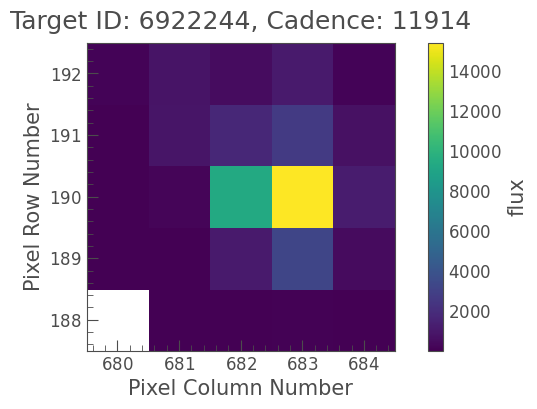 Target ID: 6922244, Cadence: 11914
192
191
190
189
188
Pixel Row Number
680 681 682 683 684
Pixel Column Number
14000
12000
10000
8000
6000
4000
2000
flux